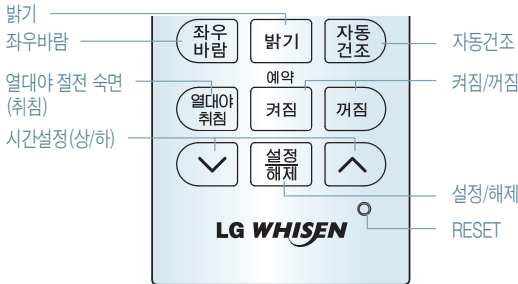 밝기
좌우바람
좌우
바람
밝기
자동
건조
자동건조
열대야 절전 숙면
(취침)
예약
열대야
취침
켜짐
꺼짐
켜짐/꺼짐
시간설정(상/하)
설정
해제
설정/해제
LG WHISEN
RESET